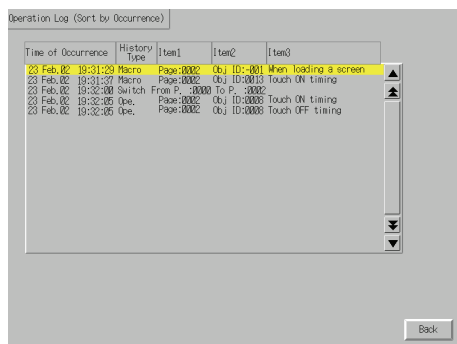 Operation Log (Sort by Occurrence)
Time of Occurrence History Type Item1 Item2 Item3
23 Feb.02 19:31:29 Macro Page:0002 Obj ID:-001 When loading a screen
23 Feb.02 19:31:37 Macro Page:0002 Obj ID:0013 Touch ON timing
23 Feb.02 19:32:00 Switch From P. :0000 To P. :0002
23 Feb.02 19:32:05 Ope. Page:0002 Obj ID:0008 Touch ON timing
23 Feb.02 19:32:05 Ope. Page:0002 Obj ID:0008 Touch OFF timing
Back